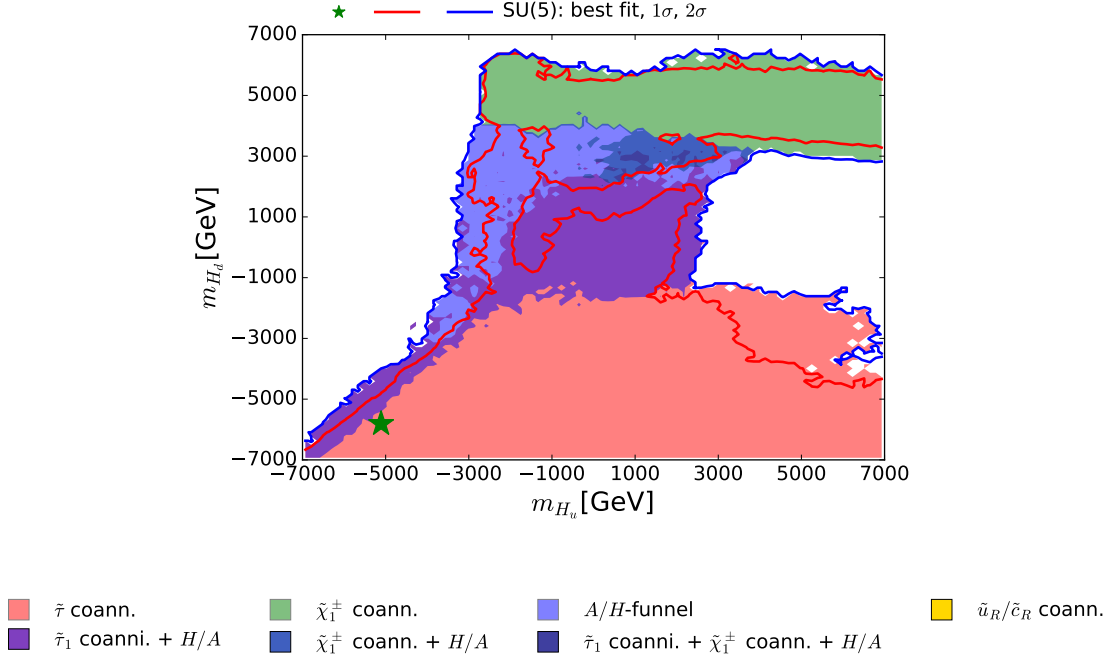 SU(5): best fit, 1σ, 2σ
7000
5000
3000
1000
−1000
−3000
−5000
−7000
m_{H_d} [GeV]
−7000 −5000 −3000 −1000 1000 3000 5000 7000
m_{H_u} [GeV]
τ̃ coann. χ̃₁± coann. A/H-funnel ũ_R/c̃_R coann.
τ̃₁ coanni. + H/A χ̃₁± coann. + H/A τ̃₁ coanni. + χ̃₁± coann. + H/A